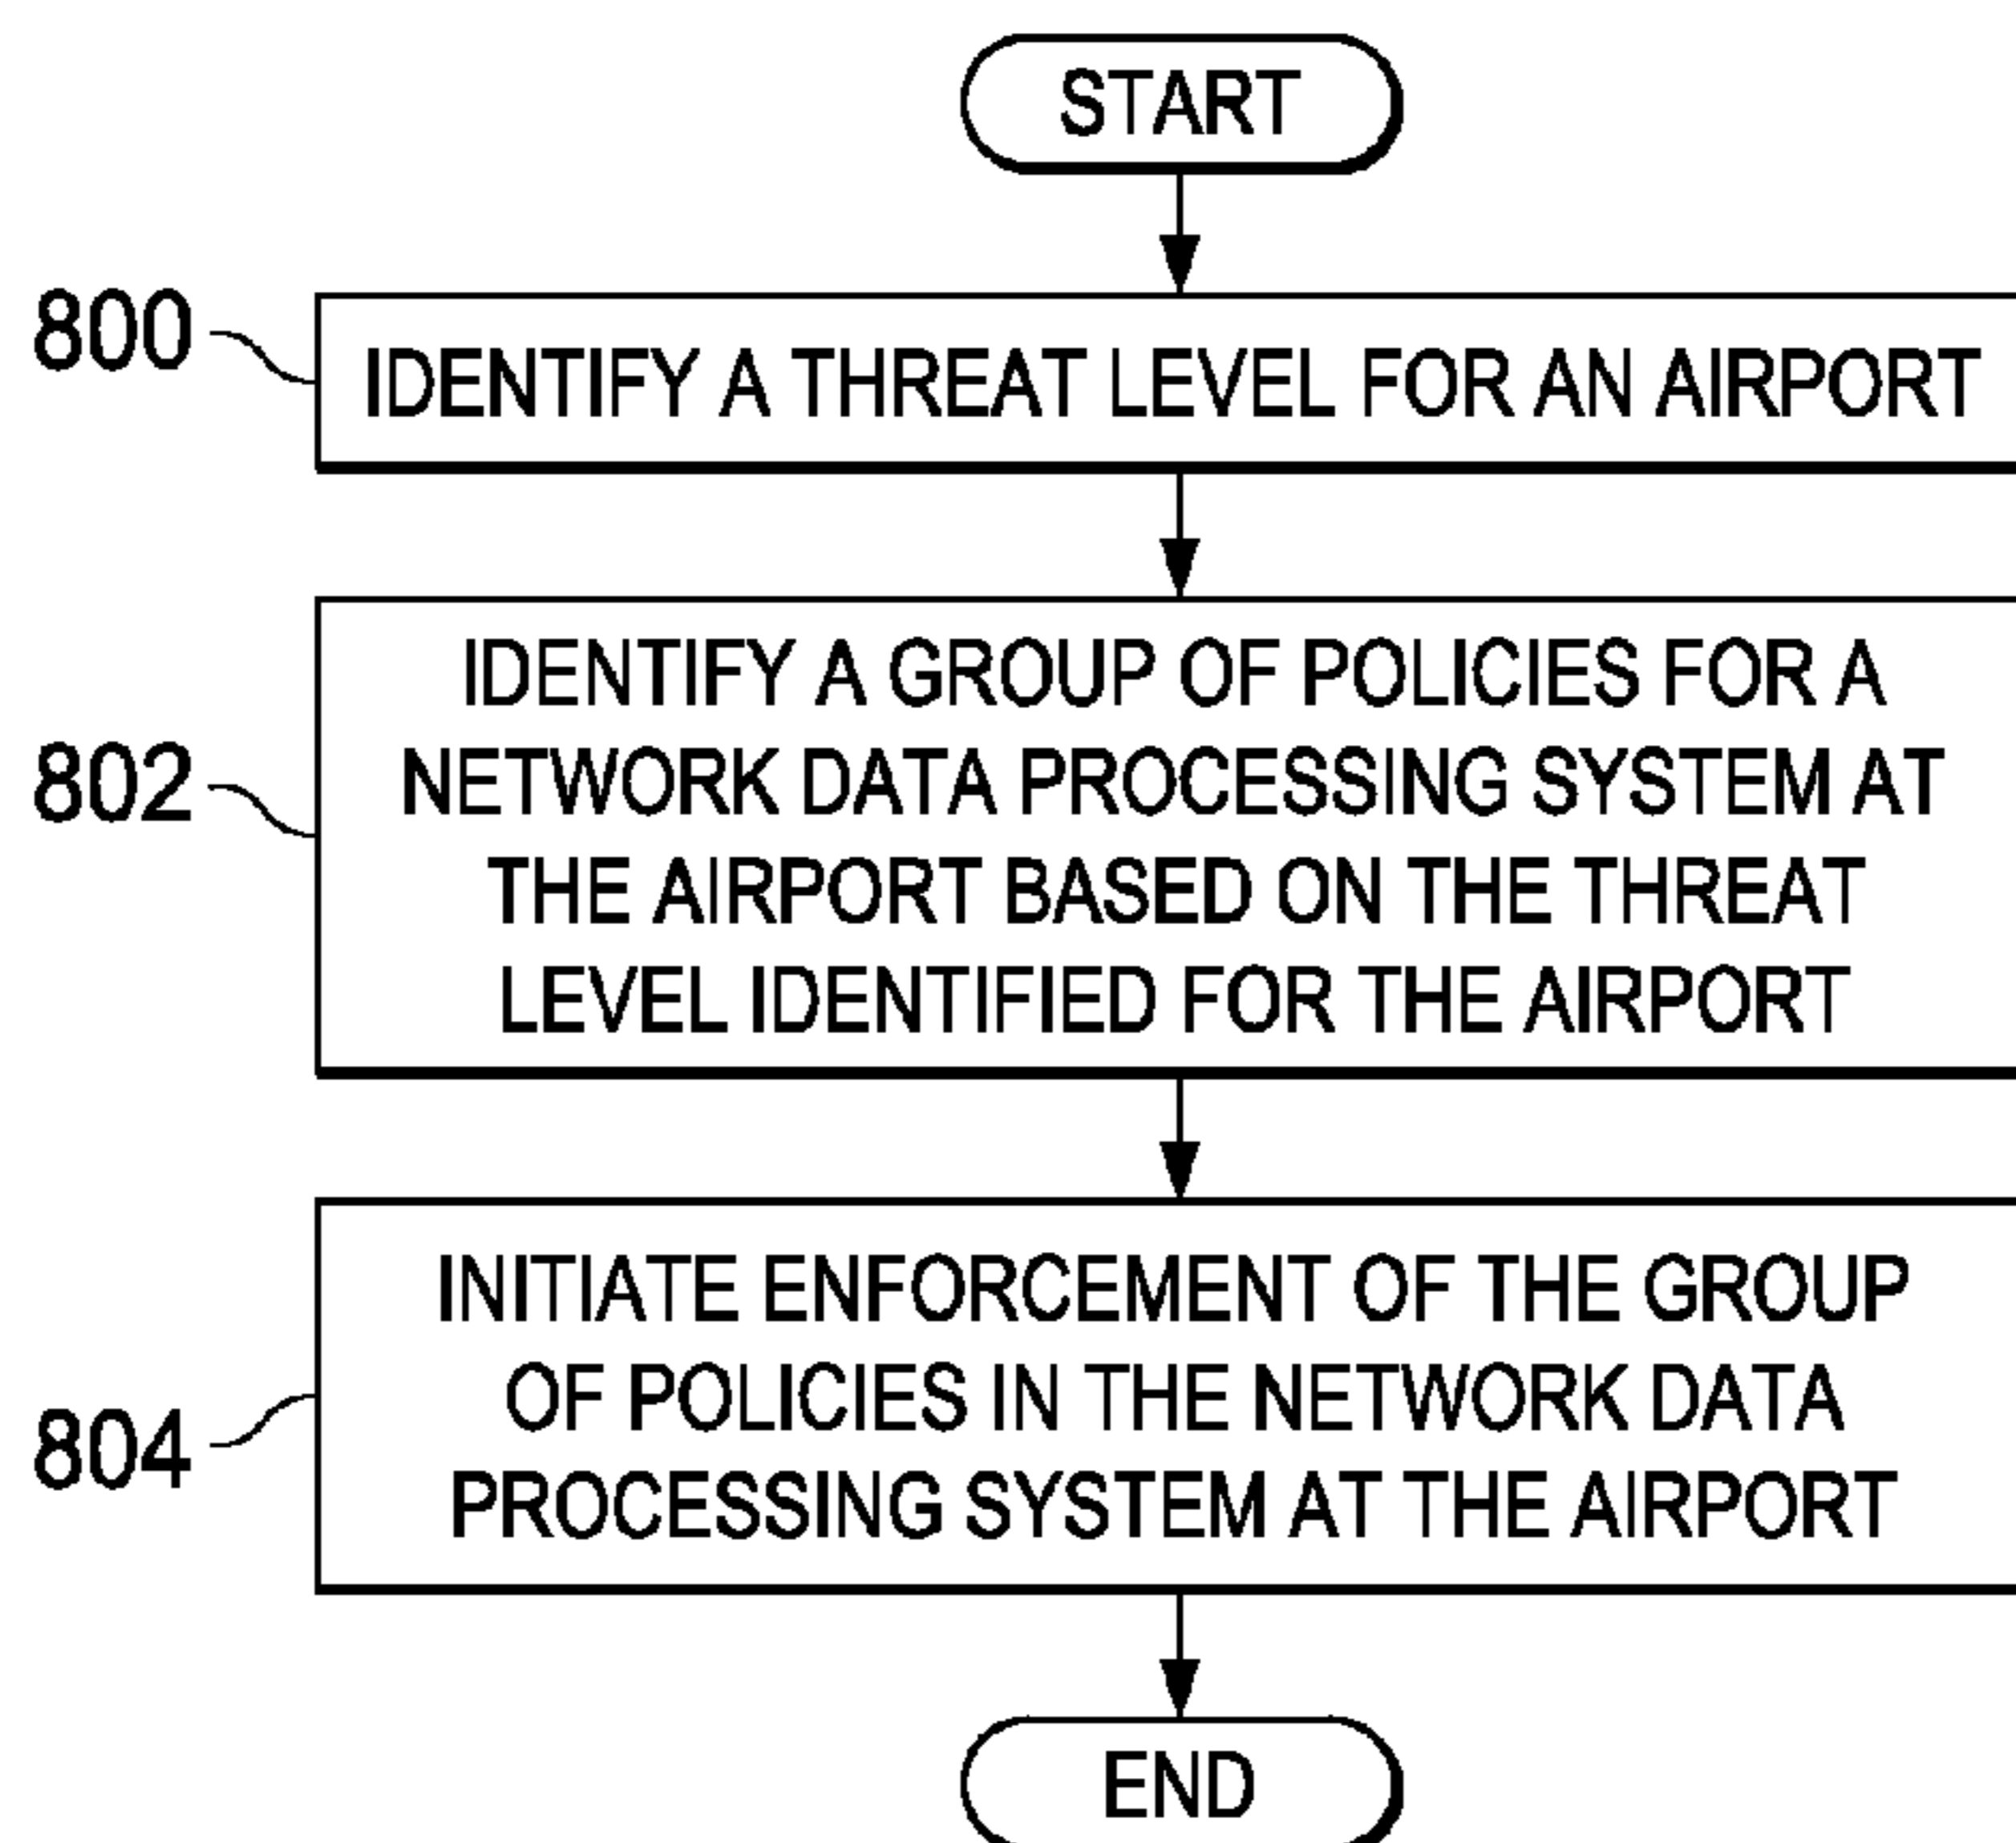 START
800
IDENTIFY A THREAT LEVEL FOR AN AIRPORT
802
IDENTIFY A GROUP OF POLICIES FOR A
NETWORK DATA PROCESSING SYSTEM AT
THE AIRPORT BASED ON THE THREAT
LEVEL IDENTIFIED FOR THE AIRPORT
804
INITIATE ENFORCEMENT OF THE GROUP
OF POLICIES IN THE NETWORK DATA
PROCESSING SYSTEM AT THE AIRPORT
END